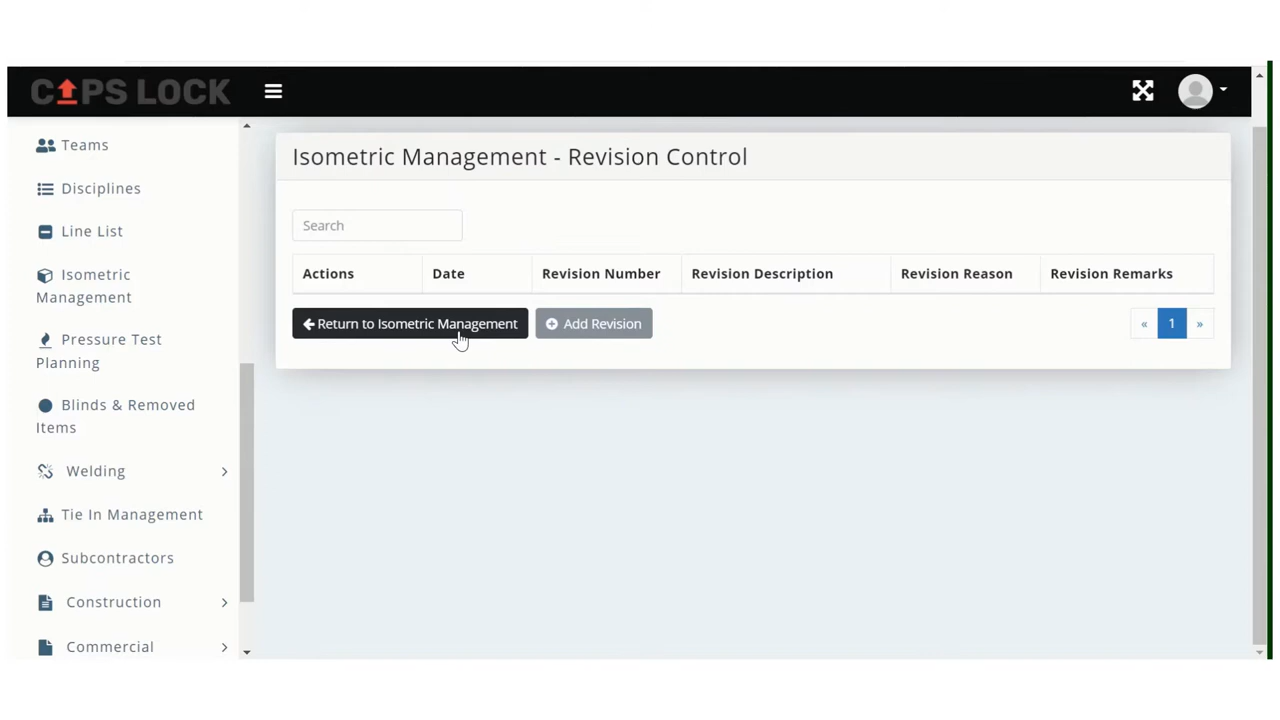 CAPS LOCK
Teams
Disciplines
Line List
Isometric
Management
Pressure Test
Planning
Blinds & Removed
Items
Welding
Tie In Management
Subcontractors
Construction
Commercial
Isometric Management - Revision Control
Search
Actions Date Revision Number Revision Description Revision Reason Revision Remarks
Return to Isometric Management Add Revision « 1 »